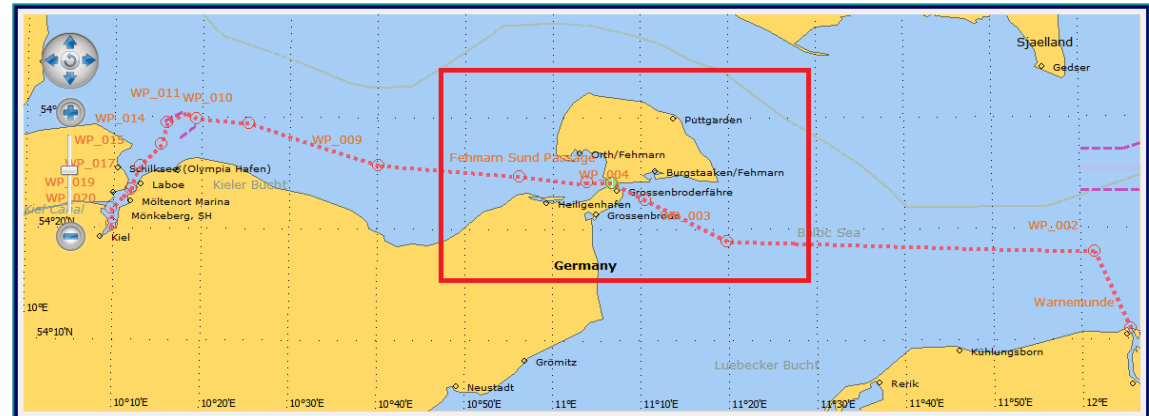 Sjaelland
Gedser
WP_011
WP_010
54°
WP_014
Puttgarden
WP_015
WP_009
Orth/Fehmarn
Fehmarn Sund Passage
WP_017
Schilksee (Olympia Hafen)
Burgstaaken/Fehmarn
WP_004
WP_019
Laboe
Kieler Bucht
Grossenbroderfähre
WP_020
Möltenort Marina
Heiligenhafen
Kiel Canal
Mönkeberg, SH
Grossenbrode
003
54°20'N
WP_002
Kiel
Baltic Sea
Germany
Warnemunde
10°E
54°10'N
Kühlungsborn
Grömitz
Luebecker Bucht
Neustadt
Rerik
10°10'E
10°20'E
10°30'E
10°40'E
10°50'E
11°E
11°10'E
11°20'E
11°30'E
11°40'E
11°50'E
12°E